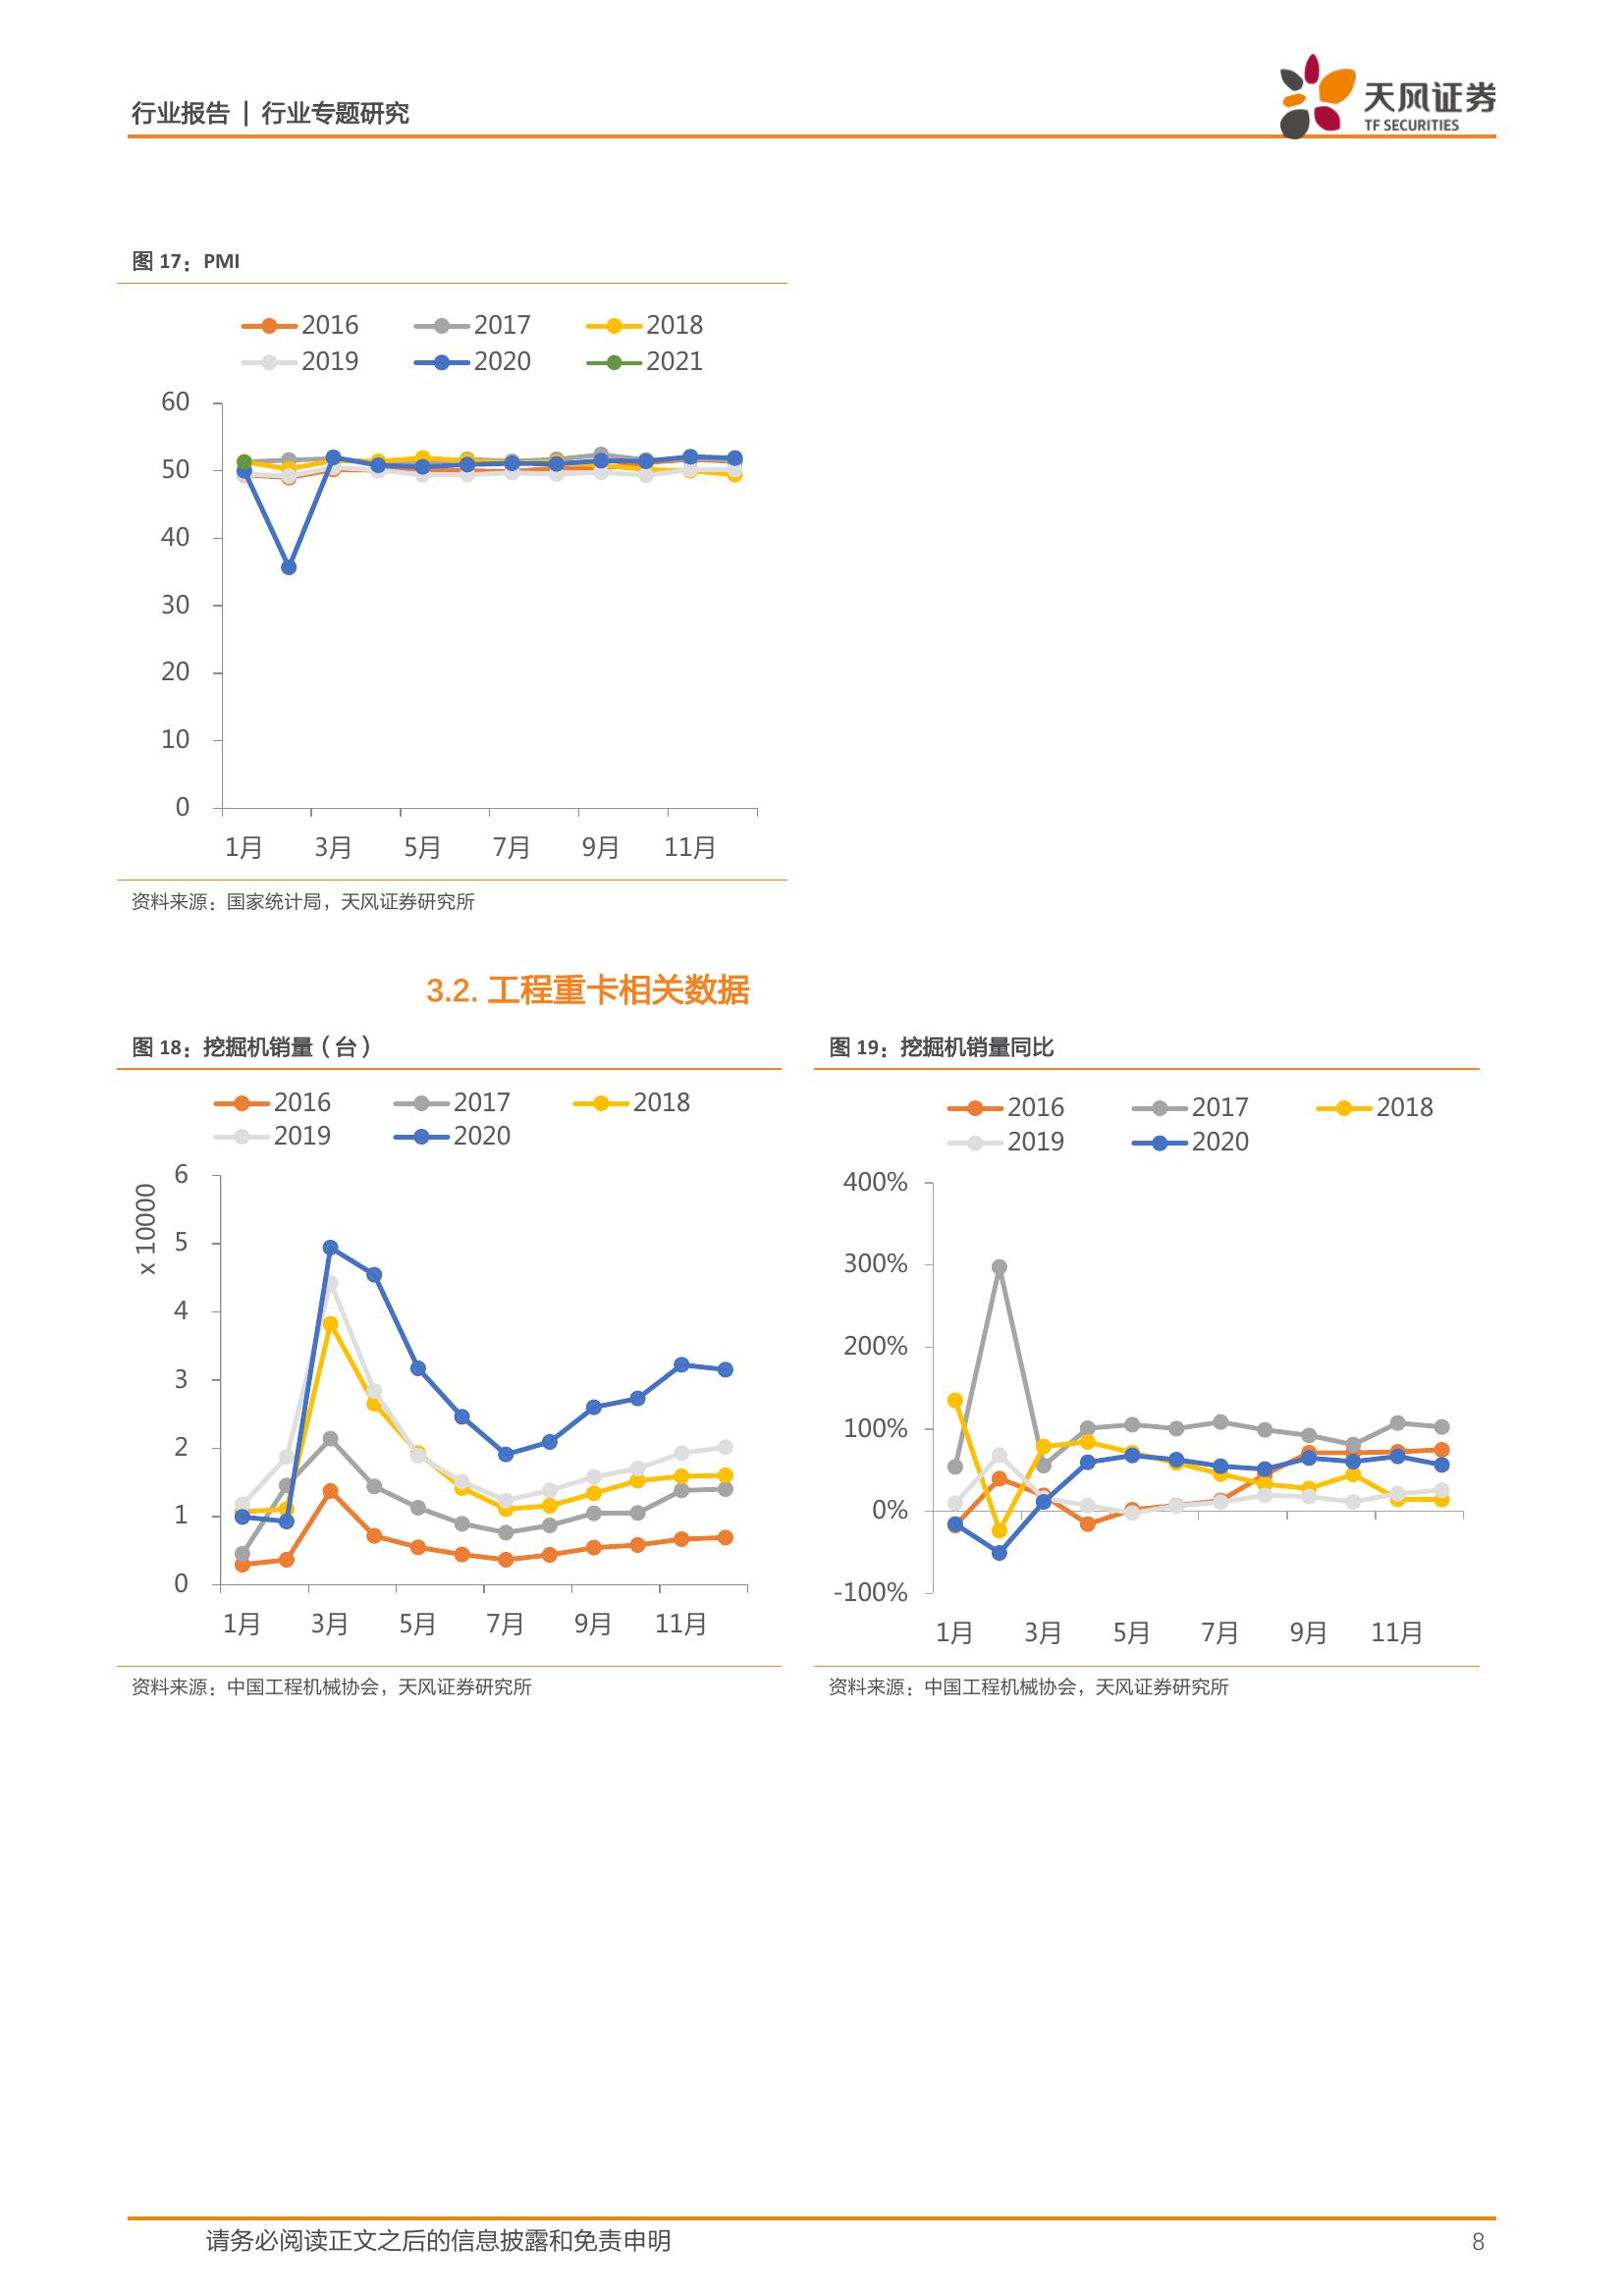 行业报告 | 行业专题研究
天风证券
TF SECURITIES
图 17：PMI
2016 2017 2018
2019 2020 2021
60
50
40
30
20
10
0
1月 3月 5月 7月 9月 11月
资料来源：国家统计局，天风证券研究所
3.2. 工程重卡相关数据
图 18：挖掘机销量（台）
2016 2017 2018
2019 2020
x 10000
6
5
4
3
2
1
0
1月 3月 5月 7月 9月 11月
资料来源：中国工程机械协会，天风证券研究所
图 19：挖掘机销量同比
2016 2017 2018
2019 2020
400%
300%
200%
100%
0%
-100%
1月 3月 5月 7月 9月 11月
资料来源：中国工程机械协会，天风证券研究所
请务必阅读正文之后的信息披露和免责申明 8